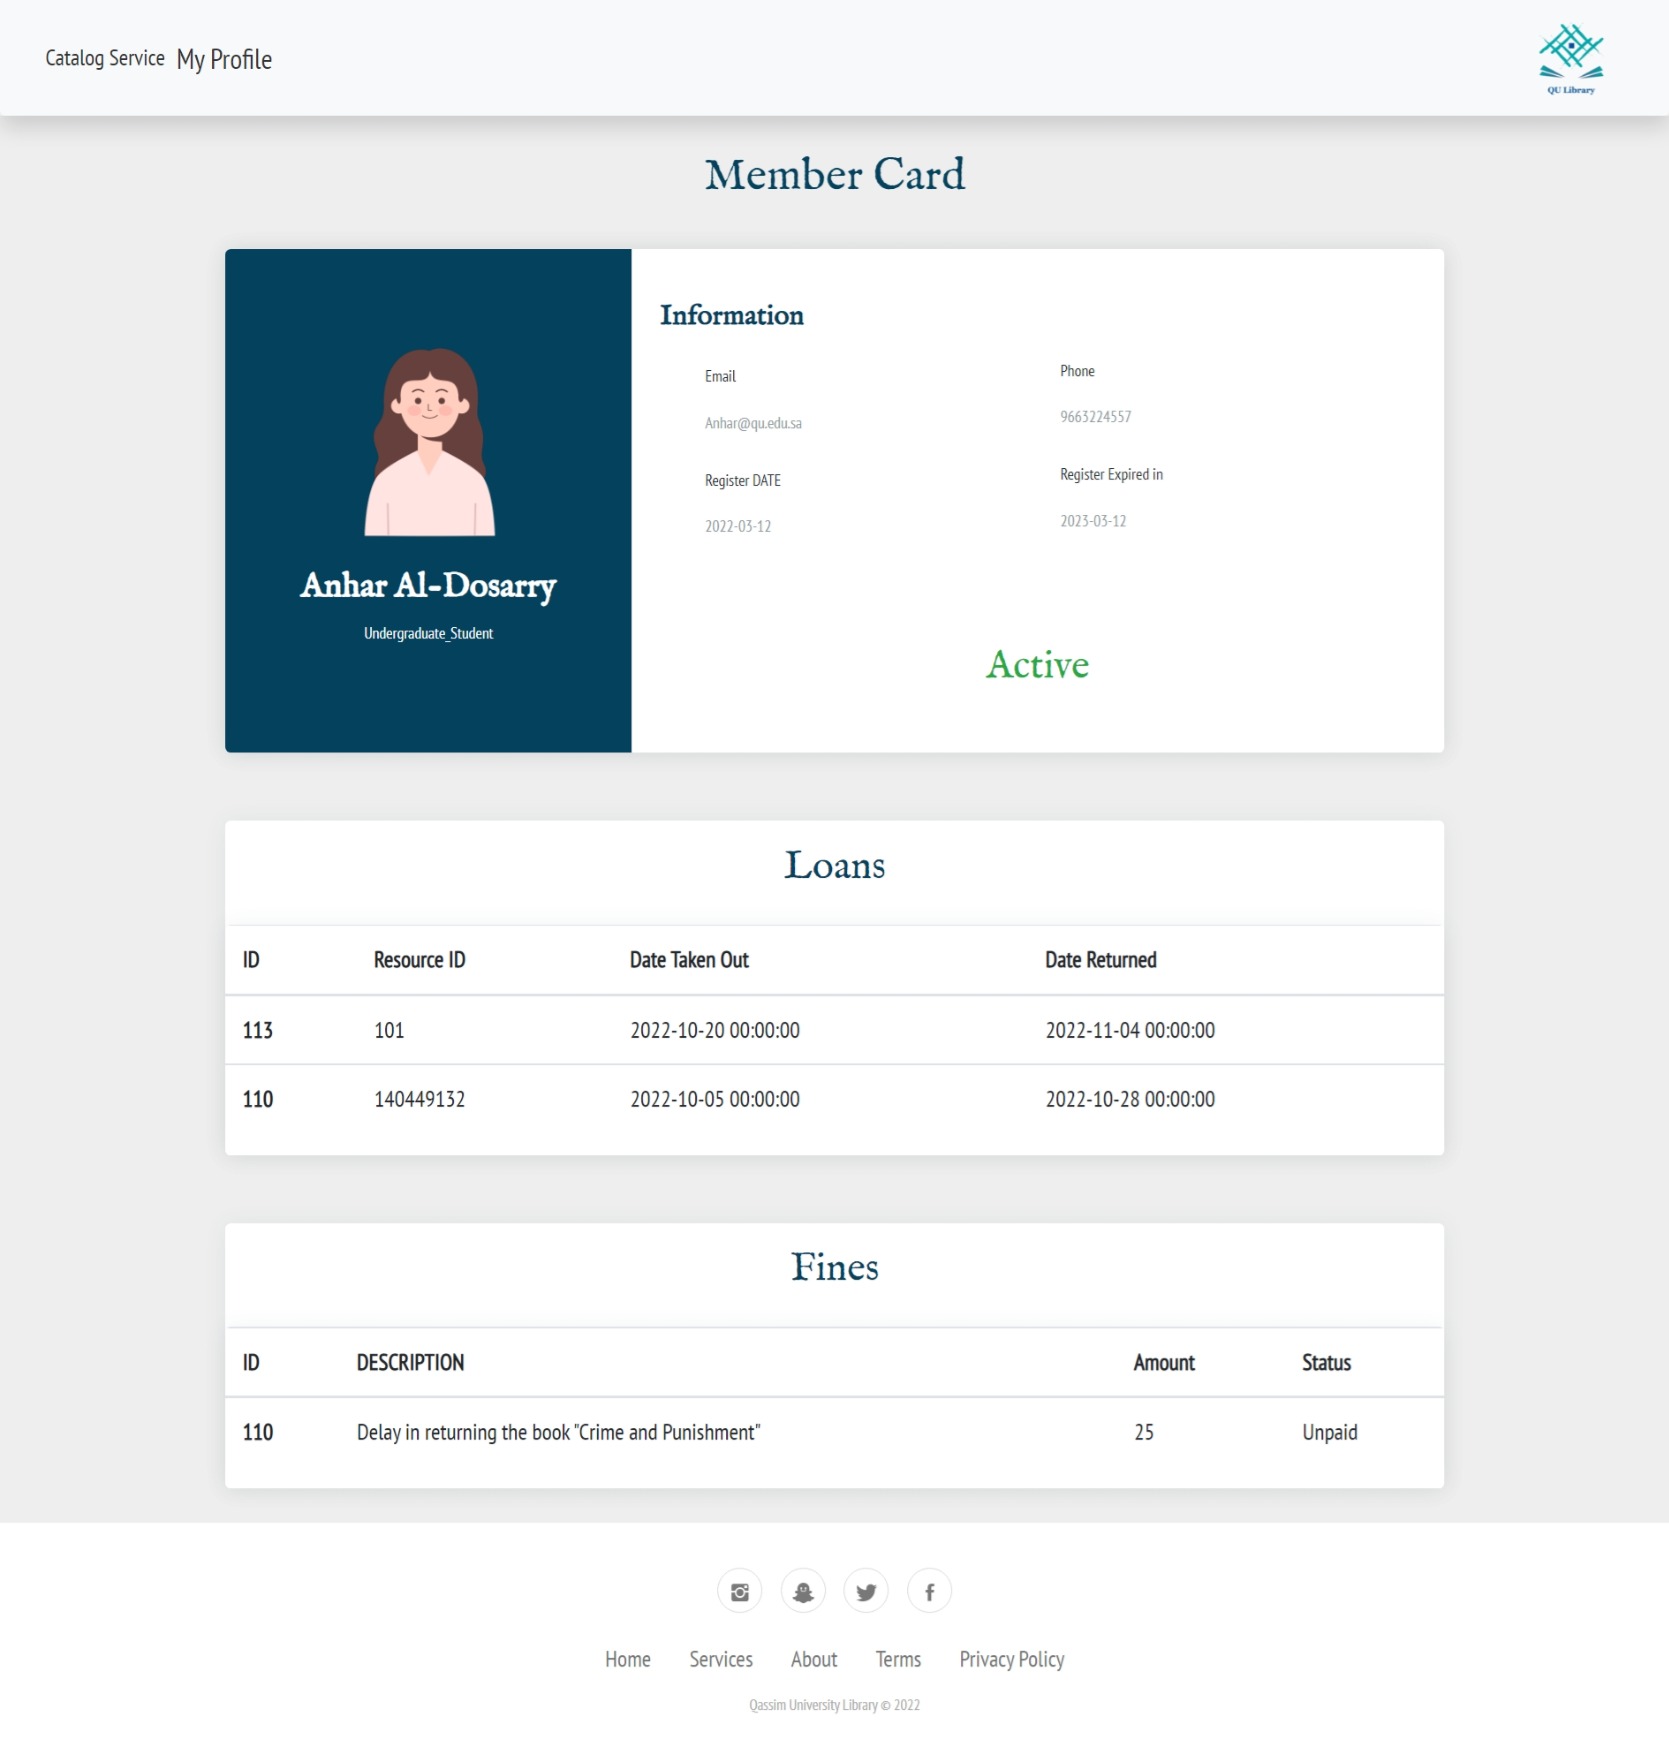 Catalog Service My Profile
QU Library
Member Card
Information
Email
Phone
Anhar@qu.edu.sa
9663224557
Register DATE
Register Expired in
2022-03-12
2023-03-12
Anhar Al-Dosarry
Undergraduate_Student
Active
Loans
ID Resource ID Date Taken Out Date Returned
113 101 2022-10-20 00:00:00 2022-11-04 00:00:00
110 140449132 2022-10-05 00:00:00 2022-10-28 00:00:00
Fines
ID DESCRIPTION Amount Status
110 Delay in returning the book "Crime and Punishment" 25 Unpaid
Home Services About Terms Privacy Policy
Qassim University Library © 2022